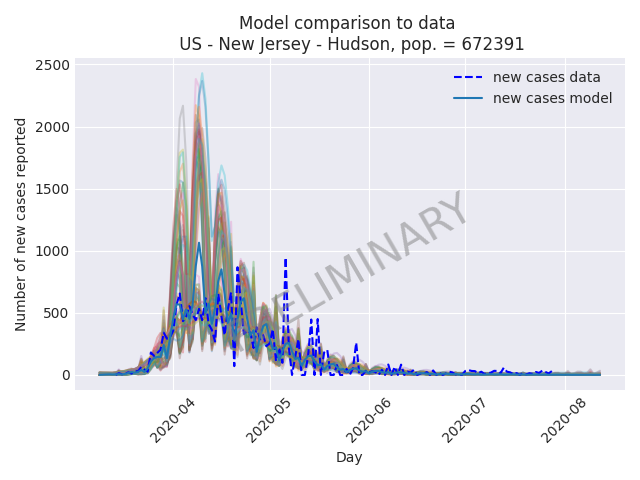 Model comparison to data
US - New Jersey - Hudson, pop. = 672391
new cases data
new cases model
Number of new cases reported
2500
2000
1500
1000
500
0
2020-04
2020-05
2020-06
2020-07
2020-08
Day